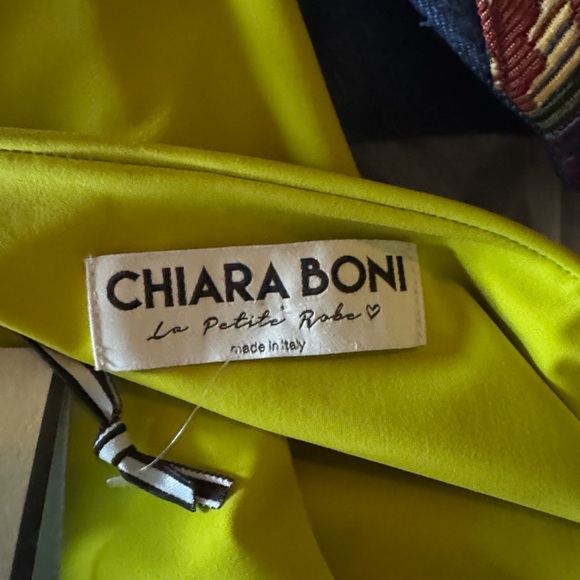 CHIARA BONI
La Petite Robe♡
made in Italy